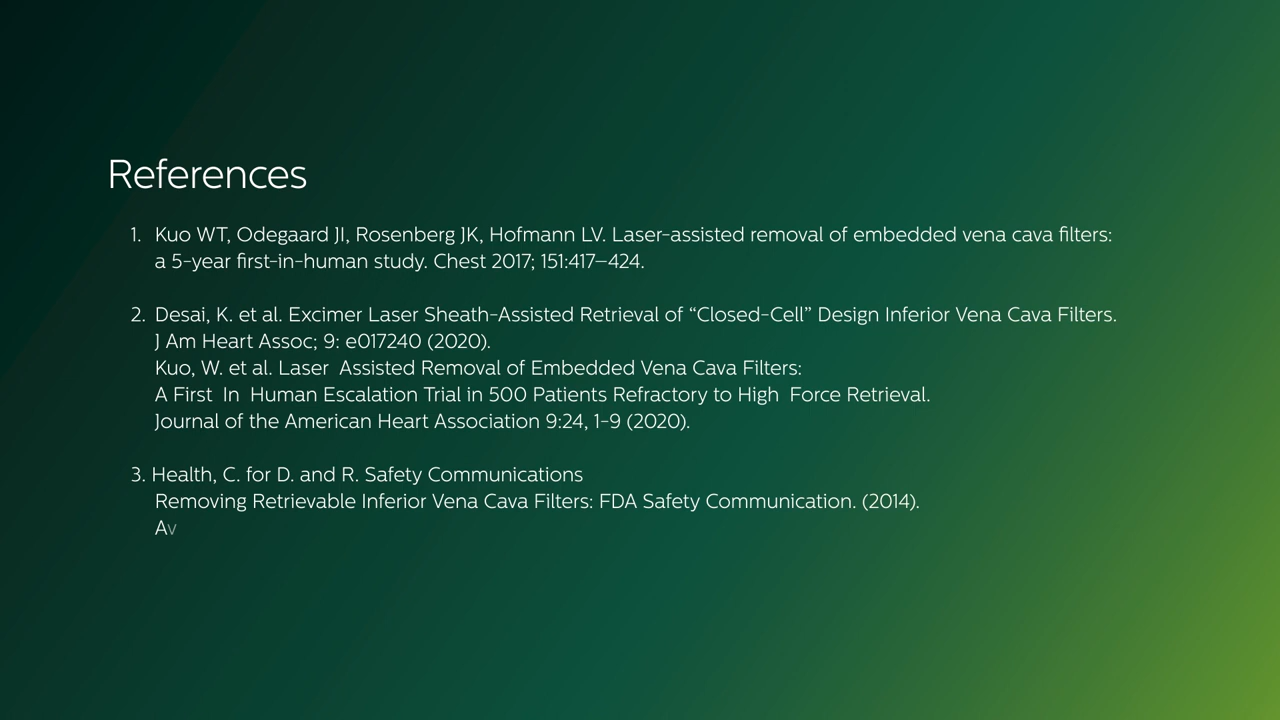 References
1. Kuo WT, Odegaard JI, Rosenberg JK, Hofmann LV. Laser-assisted removal of embedded vena cava filters:
a 5-year first-in-human study. Chest 2017; 151:417–424.
2. Desai, K. et al. Excimer Laser Sheath-Assisted Retrieval of “Closed-Cell” Design Inferior Vena Cava Filters.
J Am Heart Assoc; 9: e017240 (2020).
Kuo, W. et al. Laser Assisted Removal of Embedded Vena Cava Filters:
A First In Human Escalation Trial in 500 Patients Refractory to High Force Retrieval.
Journal of the American Heart Association 9:24, 1-9 (2020).
3. Health, C. for D. and R. Safety Communications
Removing Retrievable Inferior Vena Cava Filters: FDA Safety Communication. (2014).
Av